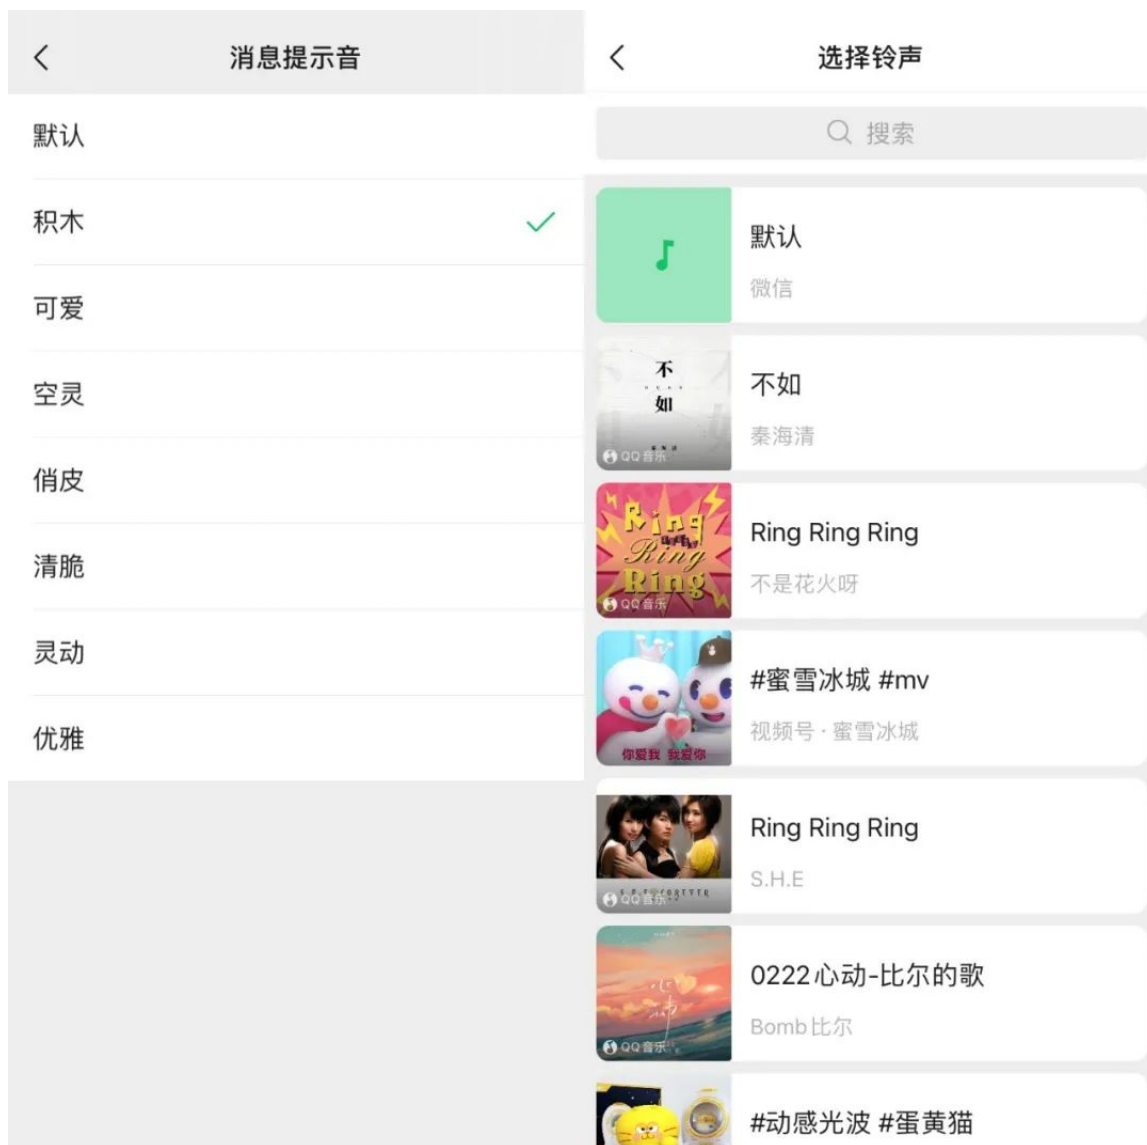 消息提示音
默认
积木
可爱
空灵
俏皮
清脆
灵动
优雅
选择铃声
搜索
默认
微信
不
如
QQ音乐
不如
秦海清
Ring
Ring
Ring
QQ音乐
Ring Ring Ring
不是花火呀
你爱我 我爱你
#蜜雪冰城 #mv
视频号 · 蜜雪冰城
QQ音乐
Ring Ring Ring
S.H.E
QQ音乐
0222心动-比尔的歌
Bomb比尔
#动感光波 #蛋黄猫